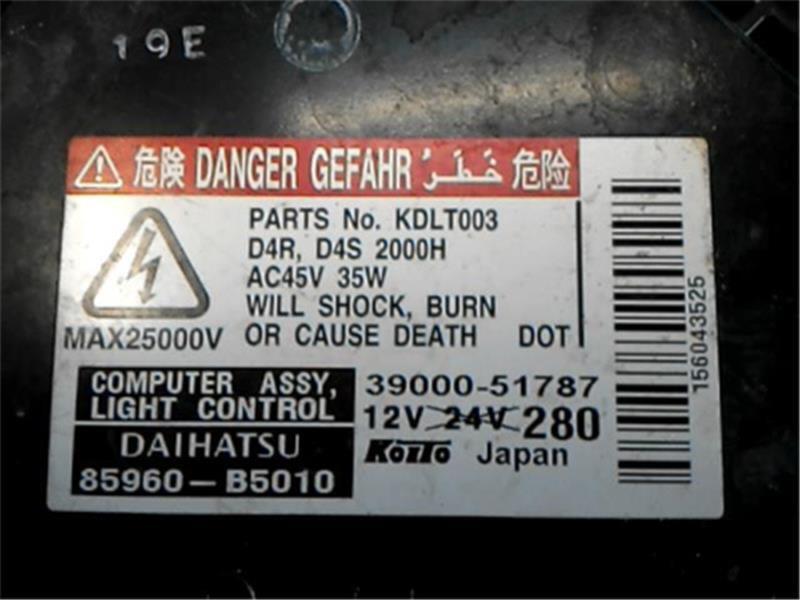 19E
危険 DANGER GEFAHR خَطَرُ 危险
PARTS No. KDLT003
D4R, D4S 2000H
AC45V 35W
WILL SHOCK, BURN
MAX25000V OR CAUSE DEATH DOT
COMPUTER ASSY, 39000-51787
LIGHT CONTROL 12V 24V 280
DAIHATSU KOITO Japan
85960-B5010
156043525